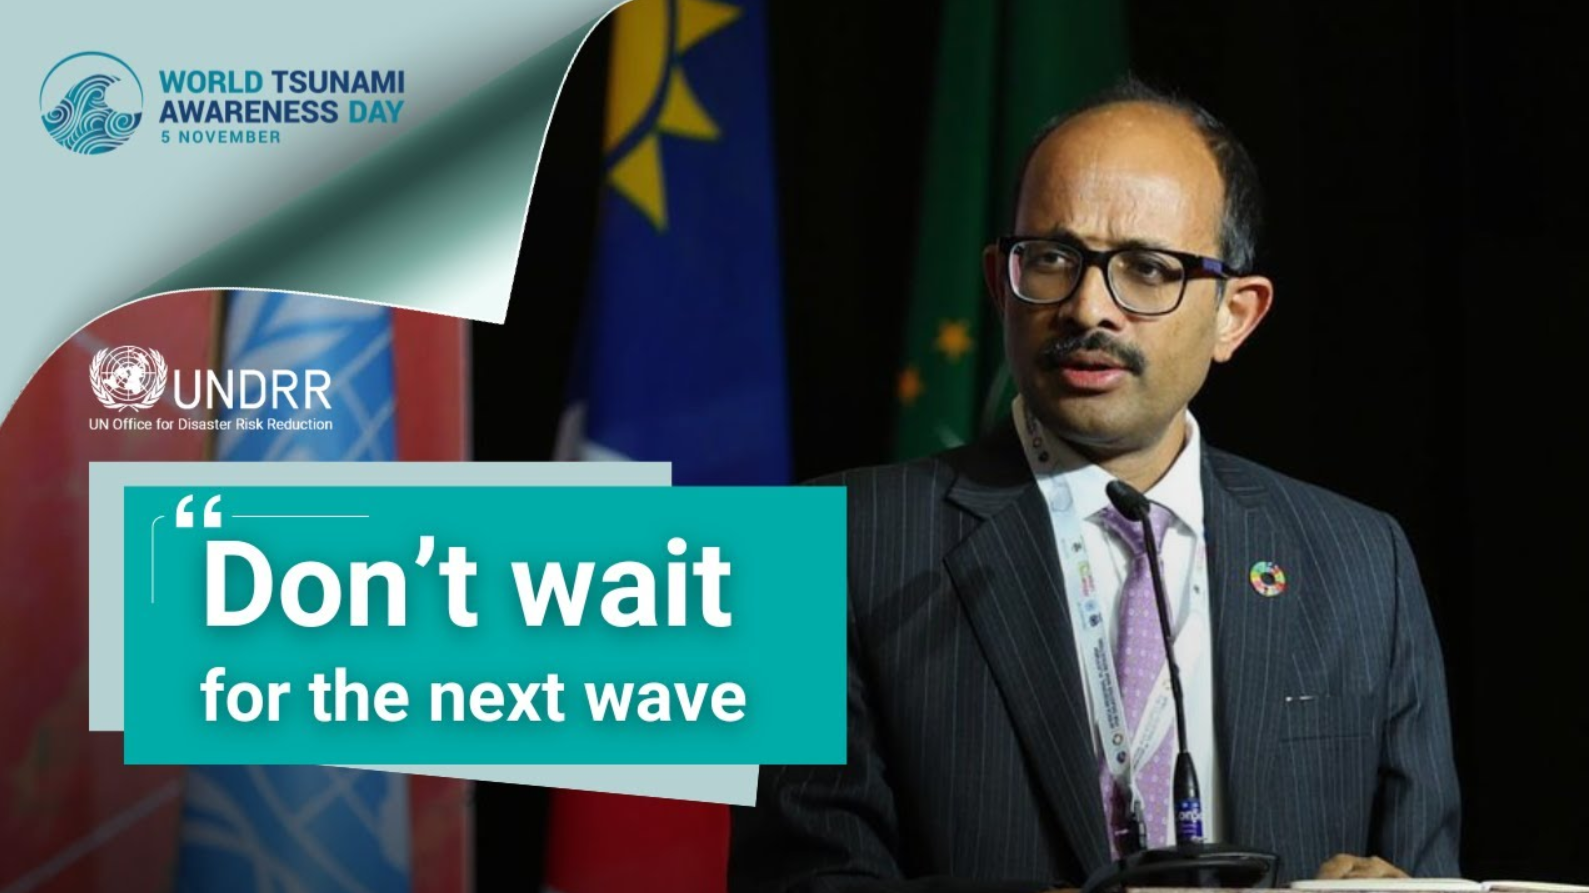 WORLD TSUNAMI
AWARENESS DAY
5 NOVEMBER
UNDRR
UN Office for Disaster Risk Reduction
“
Don’t wait
for the next wave